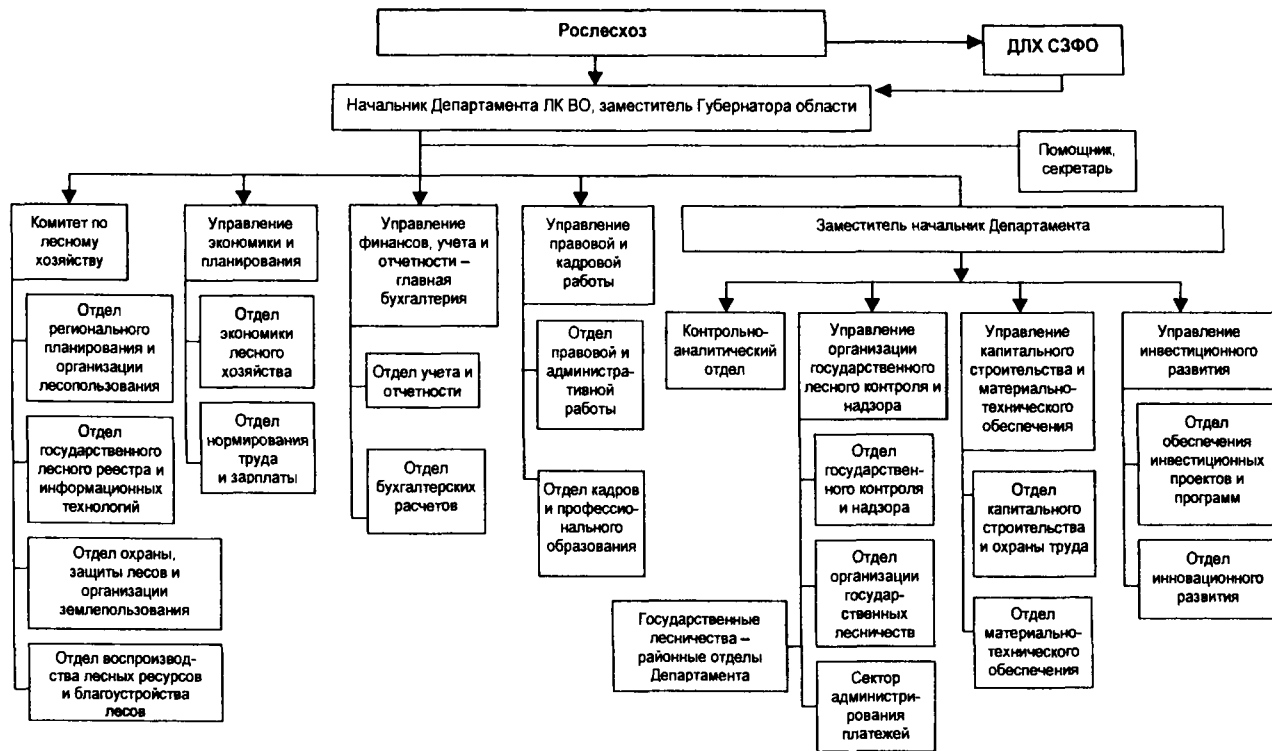 Рослесхоз
ДЛХ СЗФО
Начальник Департамента ЛК ВО, заместитель Губернатора области
Помощник,
секретарь
Комитет по
лесному
хозяйству
Управление
экономики и
планирования
Управление
финансов, учета и
отчетности –
главная
бухгалтерия
Управление
правовой и
кадровой
работы
Заместитель начальник Департамента
Отдел
регионального
планирования и
организации
лесопользования
Отдел
государственного
лесного реестра и
информационных
технологий
Отдел охраны,
защиты лесов и
организации
землепользования
Отдел воспроизвод-
ства лесных ресурсов
и благоустройства
лесов
Отдел
экономики
лесного
хозяйства
Отдел
нормирования
труда
и зарплаты
Отдел учета и
отчетности
Отдел
бухгалтерских
расчетов
Отдел
правовой и
администра-
тивной
работы
Отдел кадров
и профессио-
нального
образования
Контрольно-
аналитический
отдел
Управление
организации
государственного
лесного контроля и
надзора
Управление
капитального
строительства и
материально-
технического
обеспечения
Управление
инвестиционного
развития
Отдел
государствен-
ного контроля
и надзора
Отдел
организации
государ-
ственных
лесничеств
Сектор
администри-
рования
платежей
Государственные
лесничества –
районные отделы
Департамента
Отдел
капитального
строительства
и охраны труда
Отдел
материально-
технического
обеспечения
Отдел
обеспечения
инвестиционных
проектов и
программ
Отдел
инновационного
развития